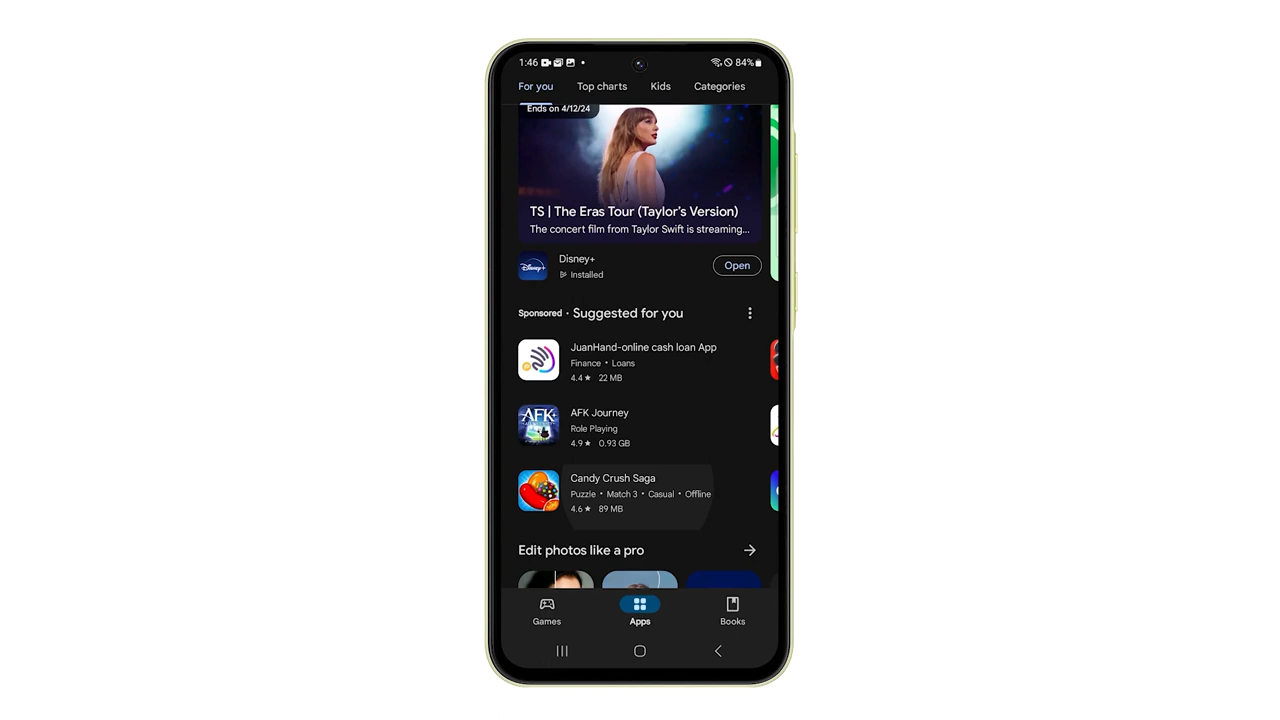 1:46 84%
For you Top charts Kids Categories
Ends on 4/12/24
TS | The Eras Tour (Taylor's Version)
The concert film from Taylor Swift is streaming...
Disney+
Disney+
Installed
Open
Sponsored · Suggested for you
JuanHand-online cash loan App
Finance • Loans
4.4★ 22 MB
AFK
AFK Journey
Role Playing
4.9★ 0.93 GB
Candy Crush Saga
Puzzle • Match 3 • Casual • Offline
4.6★ 89 MB
Edit photos like a pro
Games Apps Books